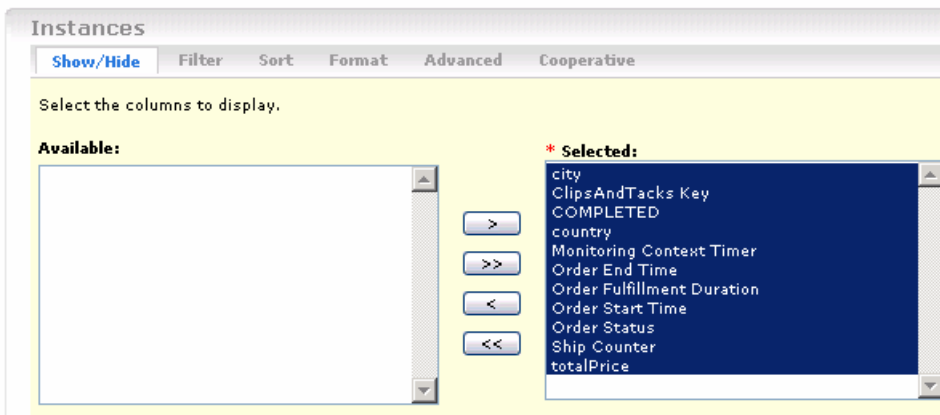 Instances
Show/Hide Filter Sort Format Advanced Cooperative
Select the columns to display.
Available:
* Selected:
city
ClipsAndTacks Key
COMPLETED
country
Monitoring Context Timer
Order End Time
Order Fulfillment Duration
Order Start Time
Order Status
Ship Counter
totalPrice
>
>>
<
<<